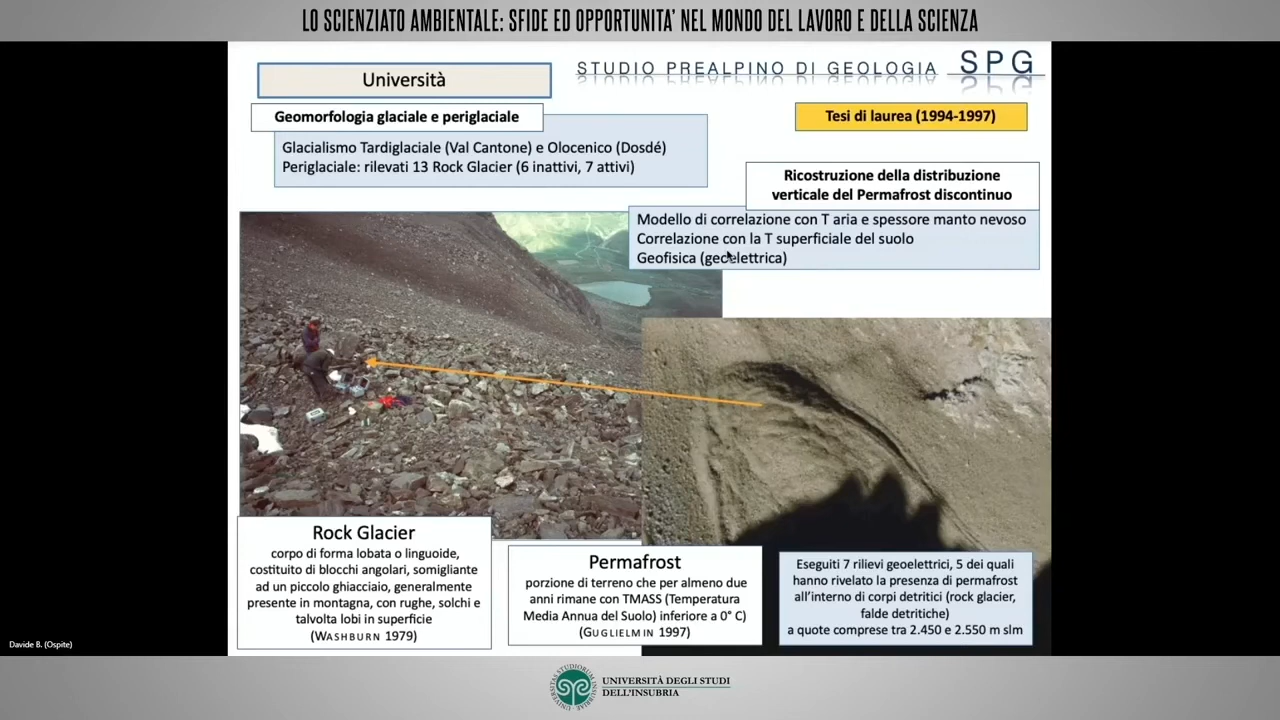 LO SCIENZIATO AMBIENTALE: SFIDE ED OPPORTUNITA' NEL MONDO DEL LAVORO E DELLA SCIENZA
Università
STUDIO PREALPINO DI GEOLOGIA SPG
Geomorfologia glaciale e periglaciale
Tesi di laurea (1994-1997)
Glacialismo Tardiglaciale (Val Cantone) e Olocenico (Dosdé)
Periglaciale: rilevati 13 Rock Glacier (6 inattivi, 7 attivi)
Ricostruzione della distribuzione
verticale del Permafrost discontinuo
Modello di correlazione con T aria e spessore manto nevoso
Correlazione con la T superficiale del suolo
Geofisica (geoelettrica)
Rock Glacier
corpo di forma lobata o linguoide,
costituito di blocchi angolari, somigliante
ad un piccolo ghiacciaio, generalmente
presente in montagna, con rughe, solchi e
talvolta lobi in superficie
(WASHBURN 1979)
Permafrost
porzione di terreno che per almeno due
anni rimane con TMASS (Temperatura
Media Annua del Suolo) inferiore a 0° C)
(GUGLIELMIN 1997)
Eseguiti 7 rilievi geoelettrici, 5 dei quali
hanno rivelato la presenza di permafrost
all'interno di corpi detritici (rock glacier,
falde detritiche)
a quote comprese tra 2.450 e 2.550 m slm
Davide B. (Ospite)
UNIVERSITÀ DEGLI STUDI
DELL'INSUBRIA